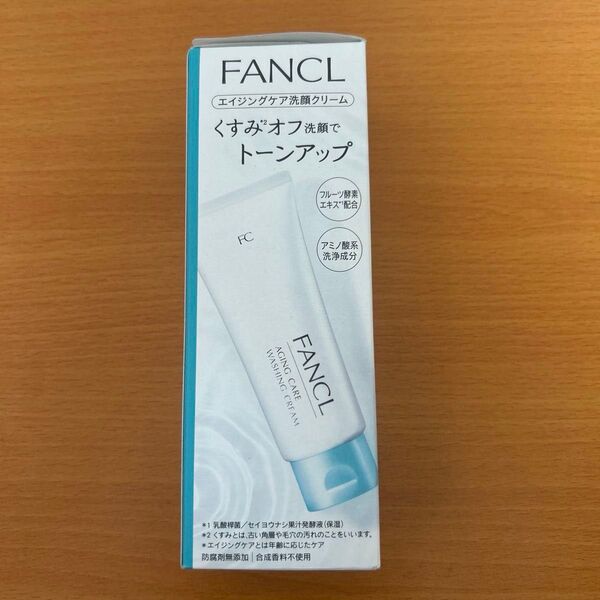 FANCL
エイジングケア洗顔クリーム
くすみ*2オフ洗顔で
トーンアップ
フルーツ酵素
エキス*1配合
アミノ酸系
洗浄成分
FC
FANCL
AGING CARE
WASHING CREAM
*1 乳酸桿菌/セイヨウナシ果汁発酵液(保湿)
*2 くすみとは、古い角層や毛穴の汚れのことをいいます。
*エイジングケアとは年齢に応じたケア
防腐剤無添加|合成香料不使用